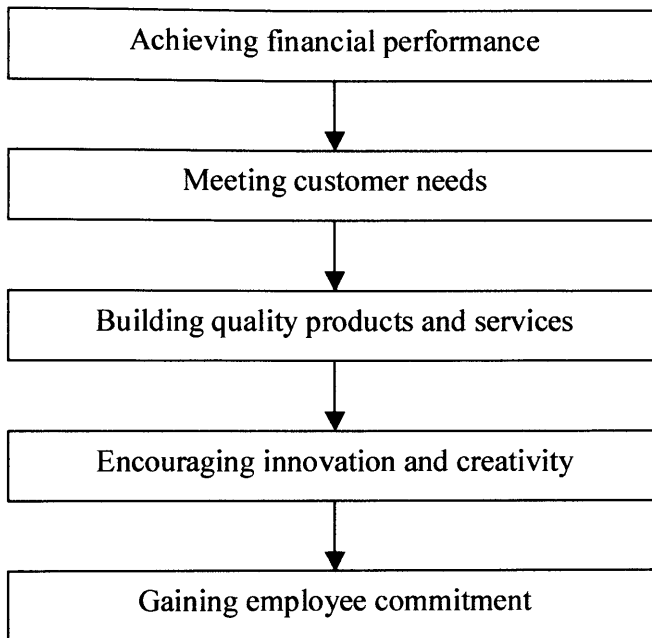 Achieving financial performance
Meeting customer needs
Building quality products and services
Encouraging innovation and creativity
Gaining employee commitment